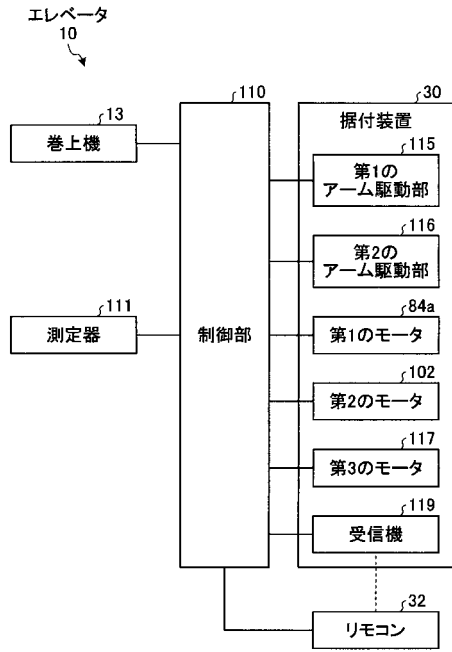 エレベータ
10
13
巻上機
111
測定器
110
制御部
30
据付装置
115
第1の
アーム駆動部
116
第2の
アーム駆動部
84a
第1のモータ
102
第2のモータ
117
第3のモータ
119
受信機
32
リモコン